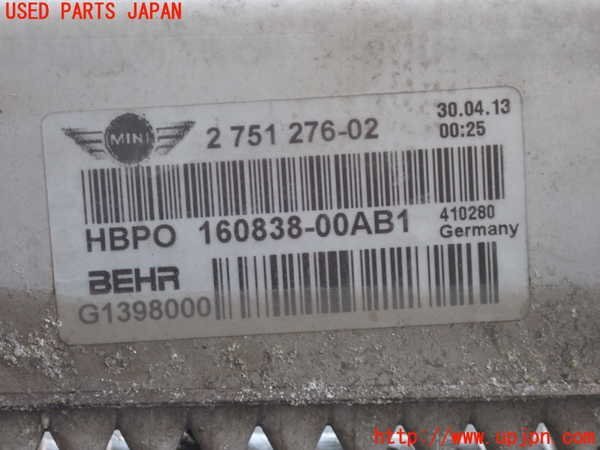 USED PARTS JAPAN
MINI 2 751 276-02 30.04.13
00:25
HBPO 160838-00AB1 410280
Germany
BEHR
G1398000
http://www.upjpn.com